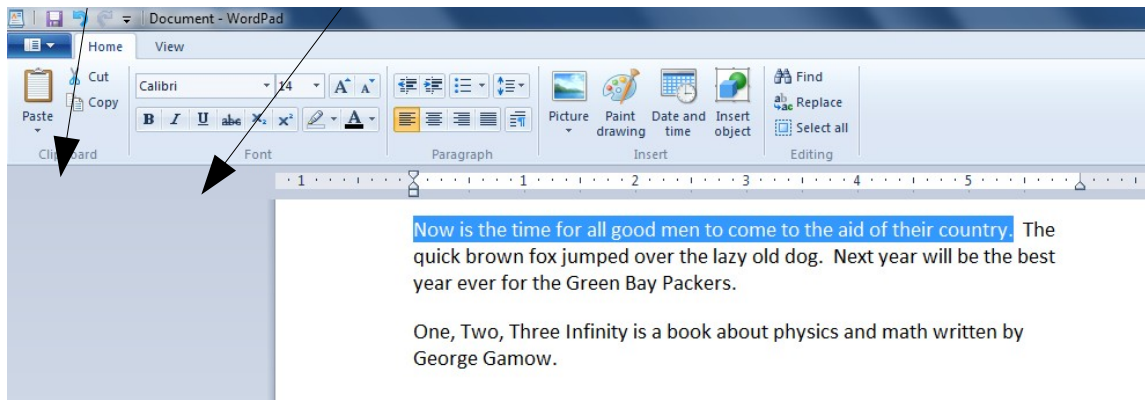 Document - WordPad
Home View
Paste
Cut
Copy
Clipboard
Calibri 14 A A
B I U abc X₂ x² A
Font
Paragraph
Picture
Paint drawing
Date and time
Insert object
Insert
Find
Replace
Select all
Editing
1 1 2 3 4 5
Now is the time for all good men to come to the aid of their country. The
quick brown fox jumped over the lazy old dog. Next year will be the best
year ever for the Green Bay Packers.
One, Two, Three Infinity is a book about physics and math written by
George Gamow.